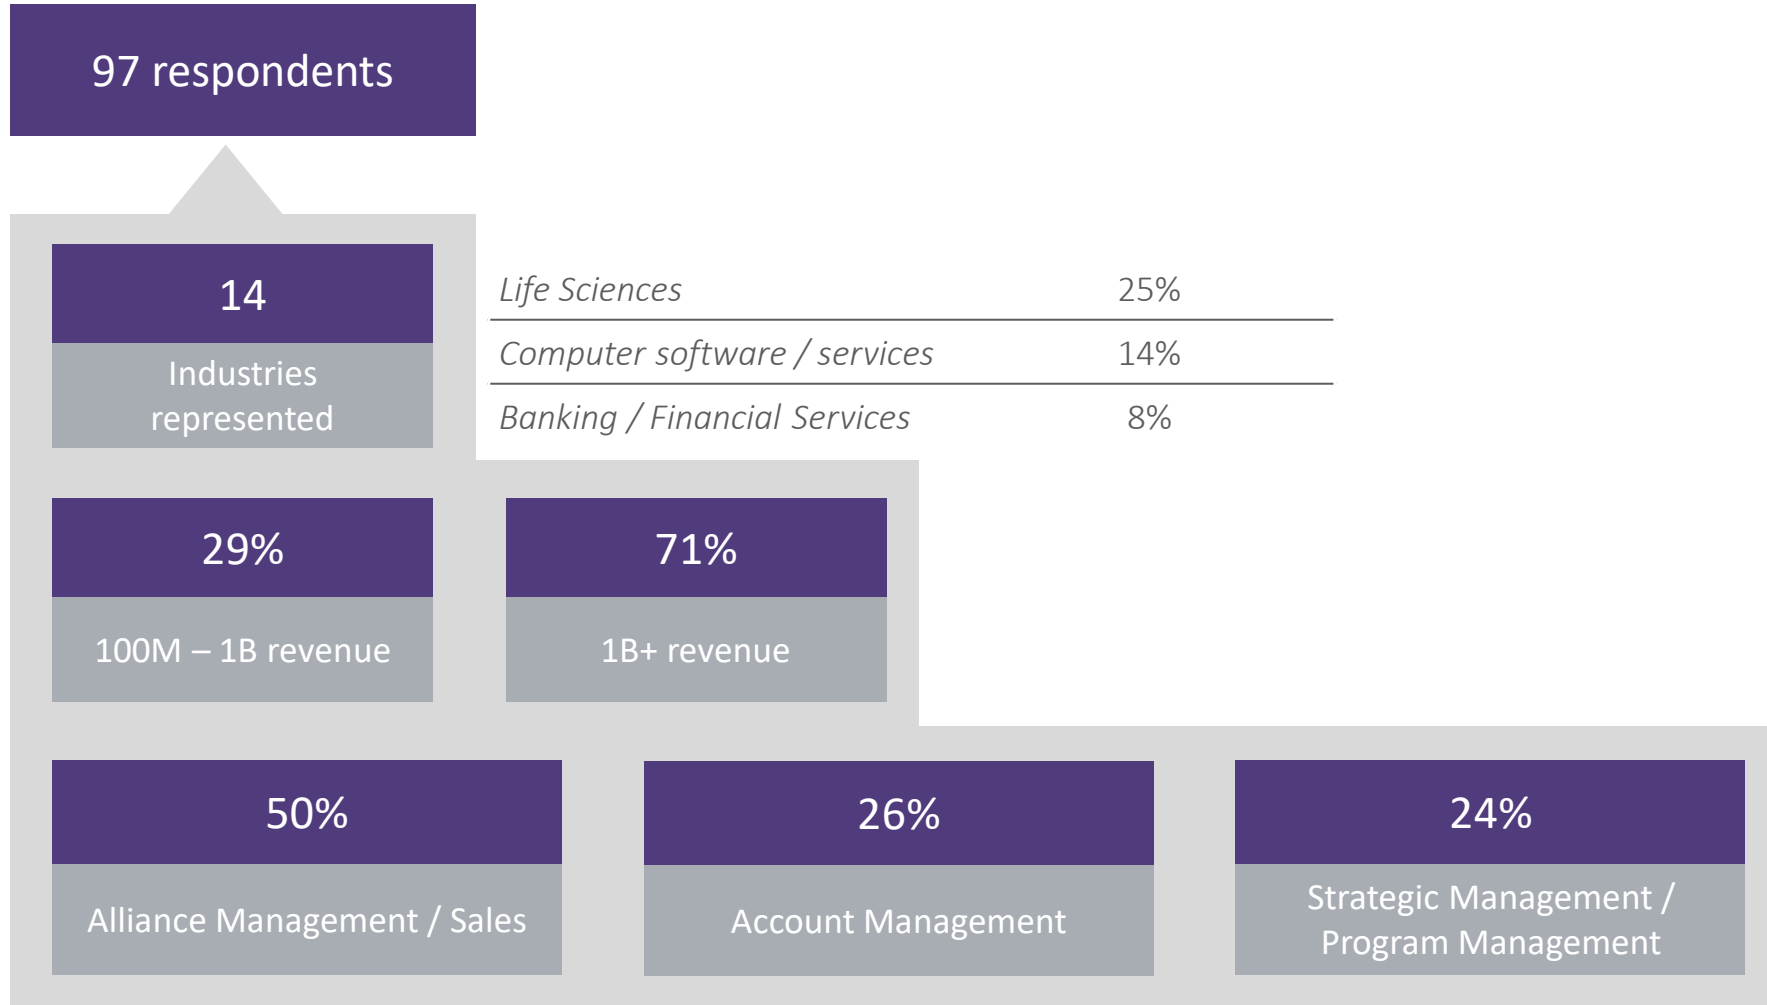 97 respondents
14
Industries
represented
Life Sciences 25%
Computer software / services 14%
Banking / Financial Services 8%
29%
100M – 1B revenue
71%
1B+ revenue
50%
Alliance Management / Sales
26%
Account Management
24%
Strategic Management /
Program Management